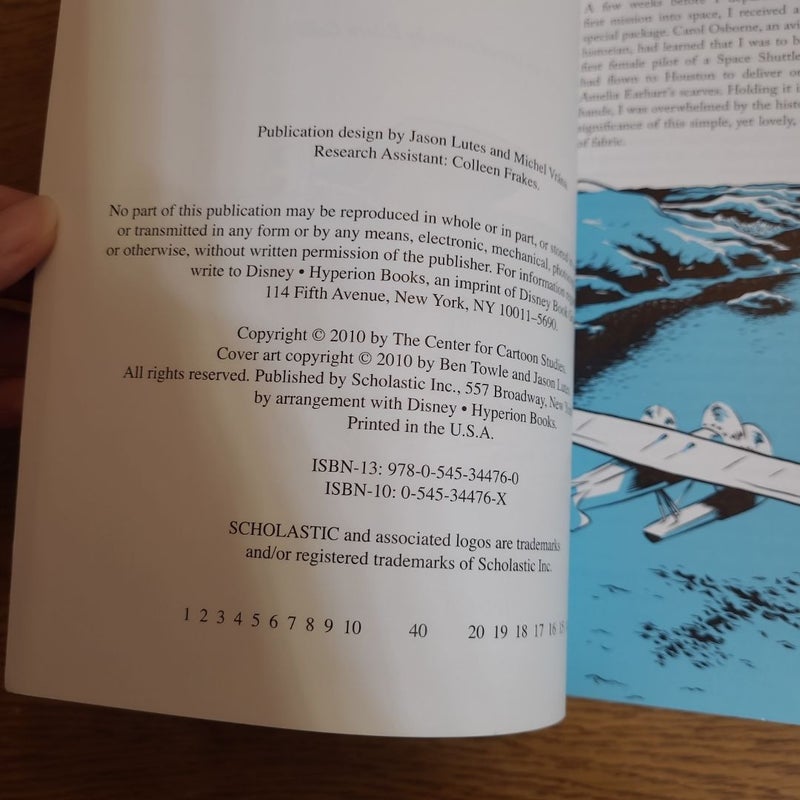 Publication design by Jason Lutes and Michel
Research Assistant: Colleen Frakes.
No part of this publication may be reproduced in whole or in part, or stored
or transmitted in any form or by any means, electronic, mechanical,
or otherwise, without written permission of the publisher. For information
write to Disney • Hyperion Books, an imprint of Disney Book
114 Fifth Avenue, New York, NY 10011–5690.
Copyright © 2010 by The Center for Cartoon Studies.
Cover art copyright © 2010 by Ben Towle and Jason Lutes
All rights reserved. Published by Scholastic Inc., 557 Broadway, New
by arrangement with Disney • Hyperion Books.
Printed in the U.S.A.
ISBN-13: 978-0-545-34476-0
ISBN-10: 0-545-34476-X
SCHOLASTIC and associated logos are trademarks
and/or registered trademarks of Scholastic Inc.
1 2 3 4 5 6 7 8 9 10 40 20 19 18 17 16 15
A few weeks before I
first mission into space, I received a
special package. Carol Osborne, an
historian, had learned that I was to b
first female pilot of a Space Shuttle
had flown to Houston to deliver
Amelia Earhart's scarves. Holding it i
hands, I was overwhelmed by the
significance of this simple, yet lovely,
of fabric.